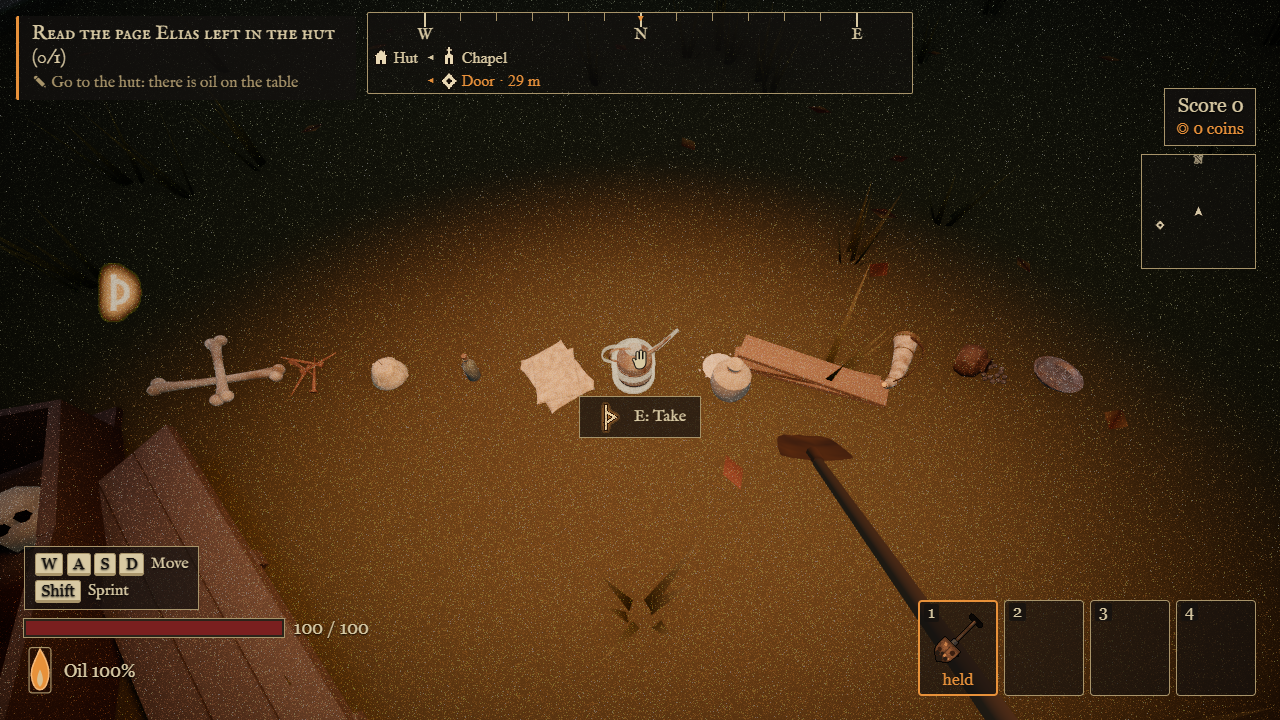 Read the page Elias left in the hut
(0/1)
Go to the hut: there is oil on the table
W N E
Hut Chapel
Door · 29 m
Score 0
0 coins
Þ
E: Take
W A S D Move
Shift Sprint
100 / 100
Oil 100%
1 2 3 4
held